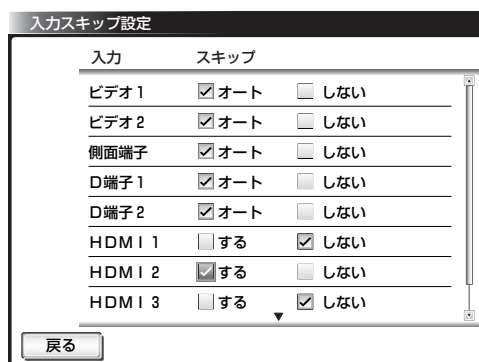 入力スキップ設定
入力 スキップ
ビデオ1 オート しない
ビデオ2 オート しない
側面端子 オート しない
D端子1 オート しない
D端子2 オート しない
HDMI1 する しない
HDMI2 する しない
HDMI3 する しない
戻る